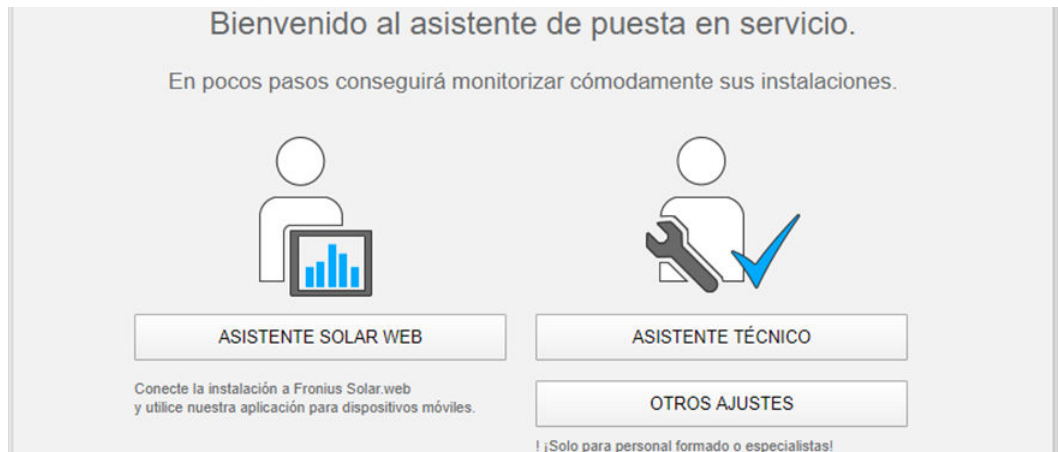 Bienvenido al asistente de puesta en servicio.
En pocos pasos conseguirá monitorizar cómodamente sus instalaciones.
ASISTENTE SOLAR WEB
Conecte la instalación a Fronius Solar.web
y utilice nuestra aplicación para dispositivos móviles.
ASISTENTE TÉCNICO
OTROS AJUSTES
! ¡Solo para personal formado o especialistas!